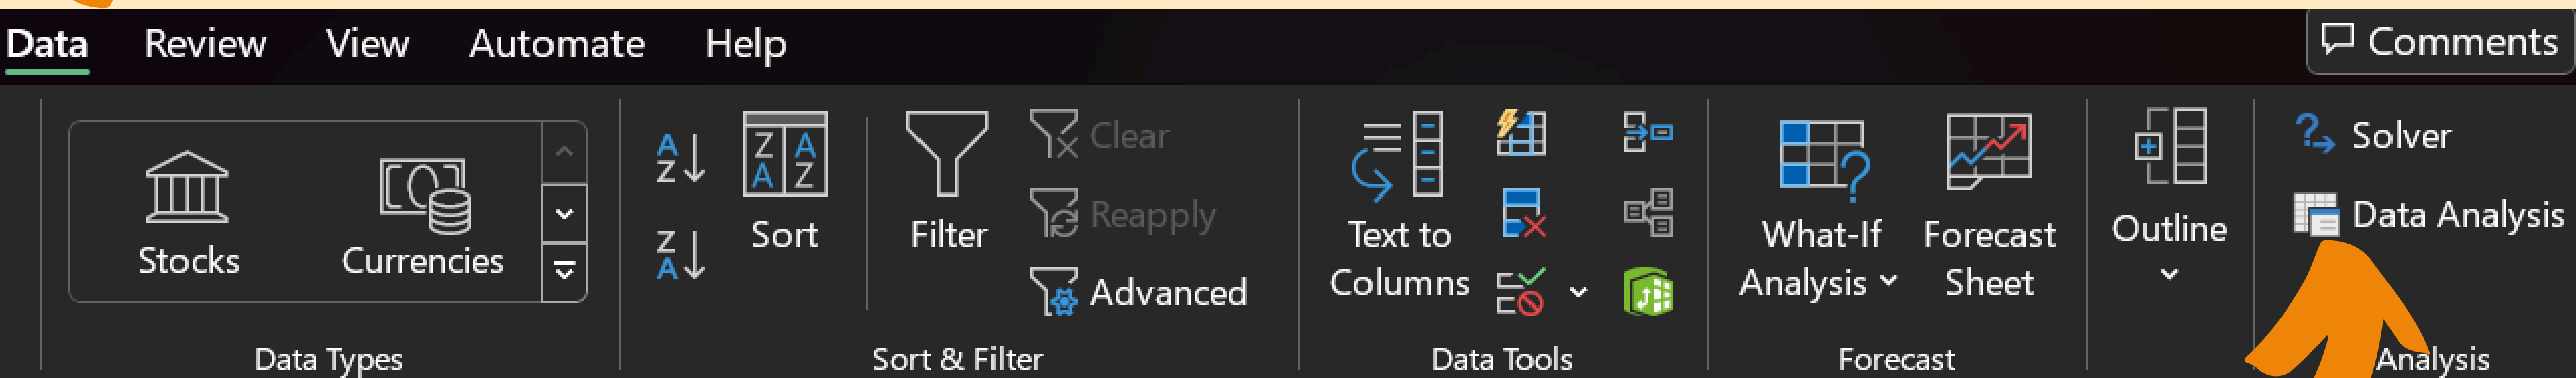 Data Review View Automate Help Comments
Stocks
Currencies
Data Types
A
Z
Z
A
Z A
A Z
Sort
Filter
Clear
Reapply
Advanced
Sort & Filter
Text to
Columns
Data Tools
What-If
Analysis
Forecast
Sheet
Forecast
Outline
Solver
Data Analysis
Analysis